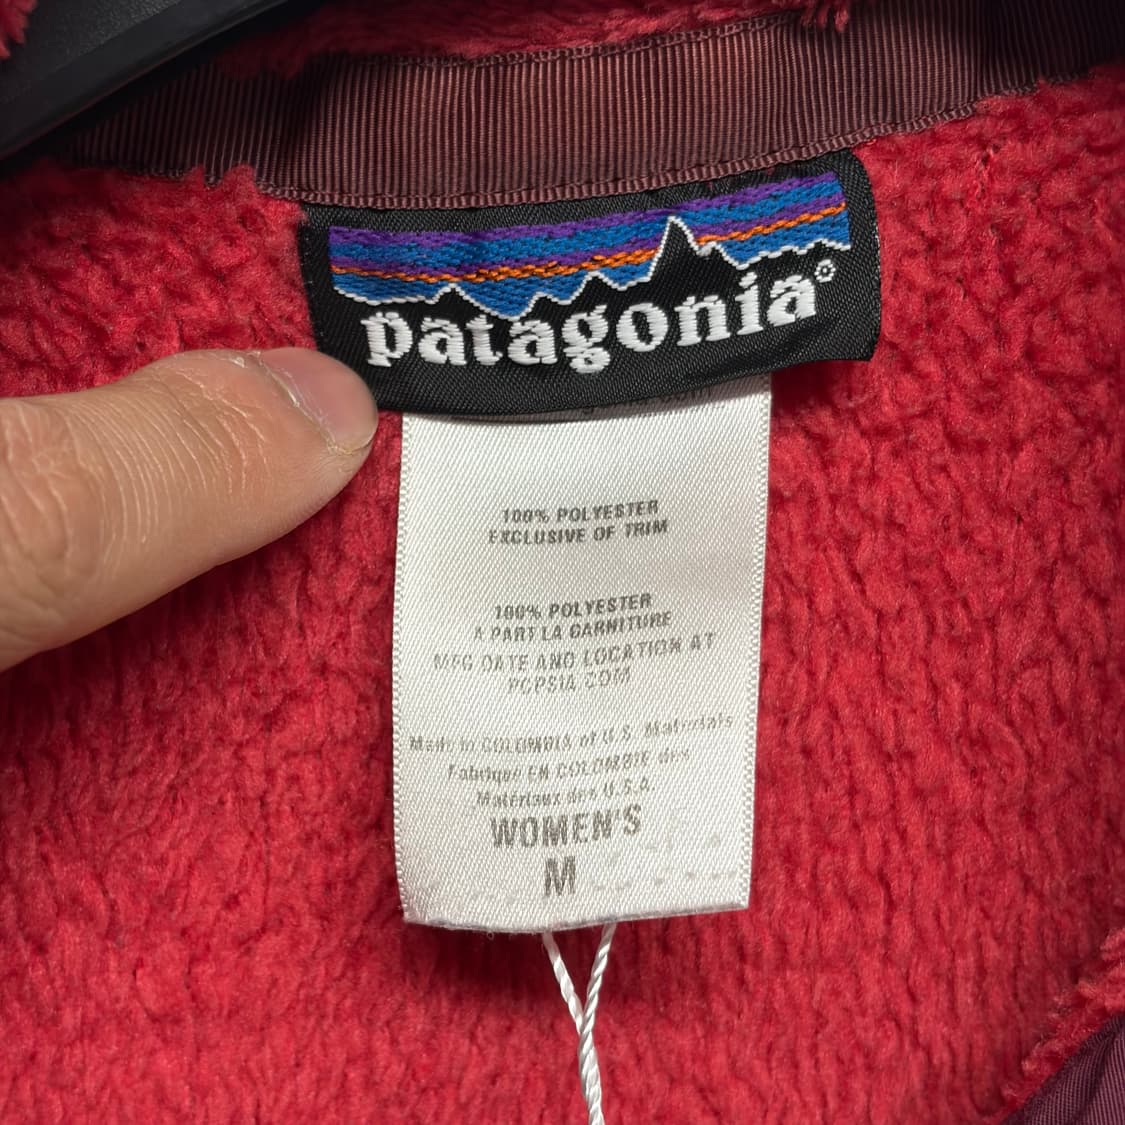 patagonia®
100% POLYESTER
EXCLUSIVE OF TRIM
100% POLYESTER
A PART LA GARNITURE
MFG DATE AND LOCATION AT
PCPSIA.COM
Made in COLOMBIA of U.S. Materials
Fabriqué EN COLOMBIE des
Matériaux des U.S.A.
WOMEN'S
M